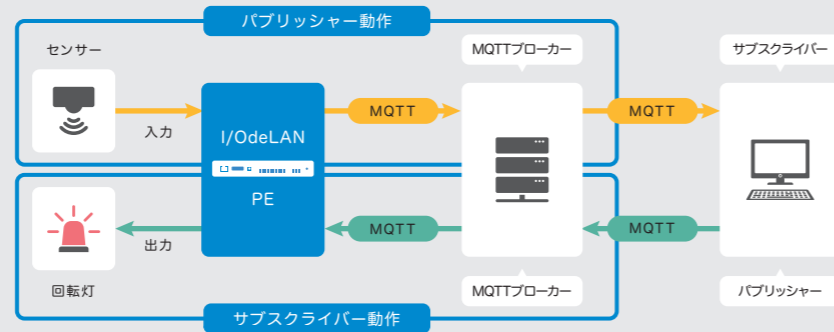 パブリッシャー動作
センサー
MQTTブローカー
サブスクライバー
入力
I/OdeLAN
MQTT
MQTT
PE
出力
MQTT
MQTT
回転灯
MQTTブローカー
パブリッシャー
サブスクライバー動作